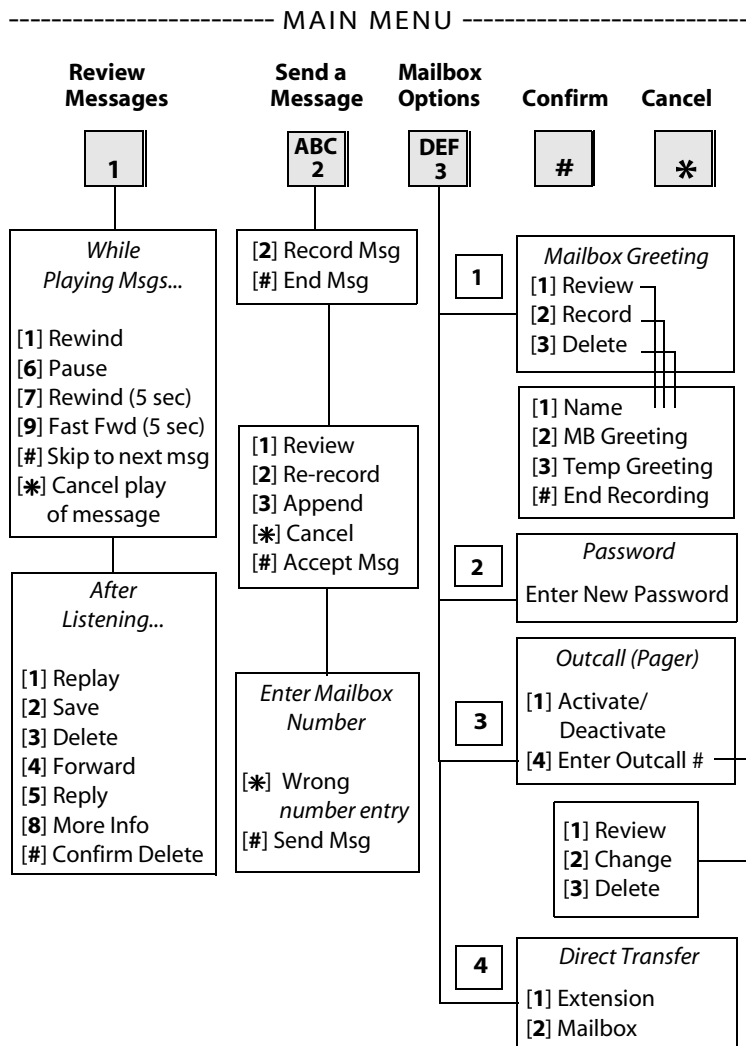 MAIN MENU
Review
Messages
1
While
Playing Msgs...
[1] Rewind
[6] Pause
[7] Rewind (5 sec)
[9] Fast Fwd (5 sec)
[#] Skip to next msg
[✱] Cancel play
of message
After
Listening...
[1] Replay
[2] Save
[3] Delete
[4] Forward
[5] Reply
[8] More Info
[#] Confirm Delete
Send a
Message
ABC
2
[2] Record Msg
[#] End Msg
[1] Review
[2] Re-record
[3] Append
[✱] Cancel
[#] Accept Msg
Enter Mailbox
Number
[✱] Wrong
number entry
[#] Send Msg
Mailbox
Options
DEF
3
Confirm
#
Cancel
✱
1
Mailbox Greeting
[1] Review
[2] Record
[3] Delete
[1] Name
[2] MB Greeting
[3] Temp Greeting
[#] End Recording
2
Password
Enter New Password
3
Outcall (Pager)
[1] Activate/
Deactivate
[4] Enter Outcall #
[1] Review
[2] Change
[3] Delete
4
Direct Transfer
[1] Extension
[2] Mailbox